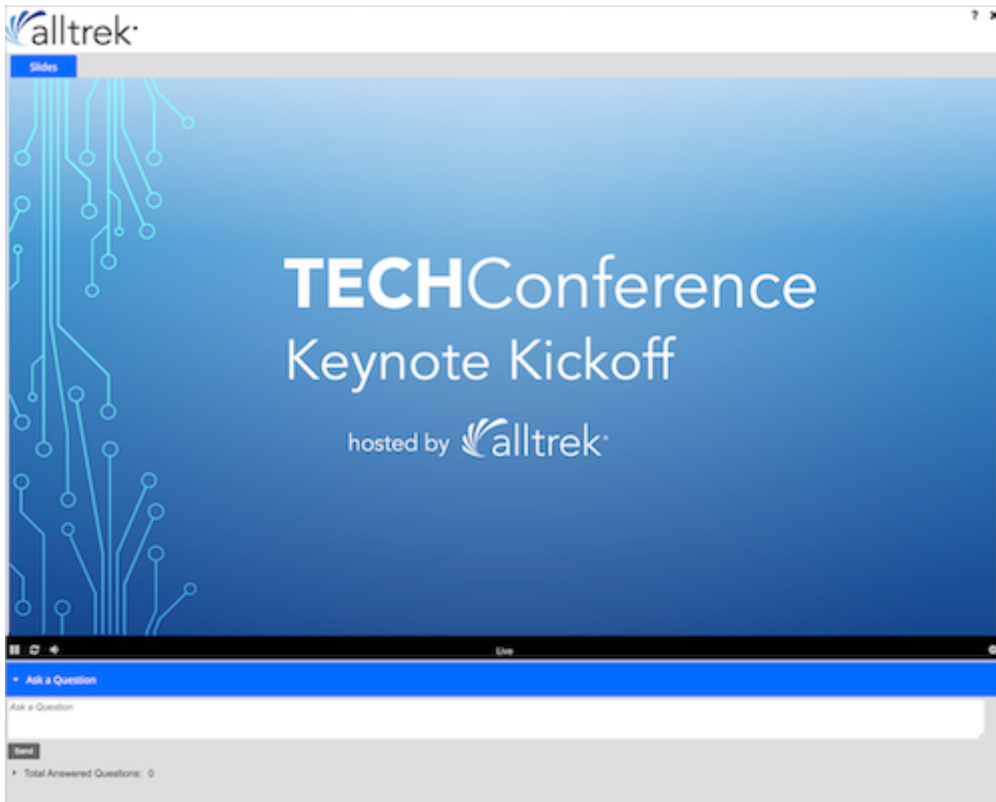 alltrek
? ×
Slides
TECHConference
Keynote Kickoff
hosted by alltrek
Live
Ask a Question
Ask a Question
Send
Total Answered Questions: 0